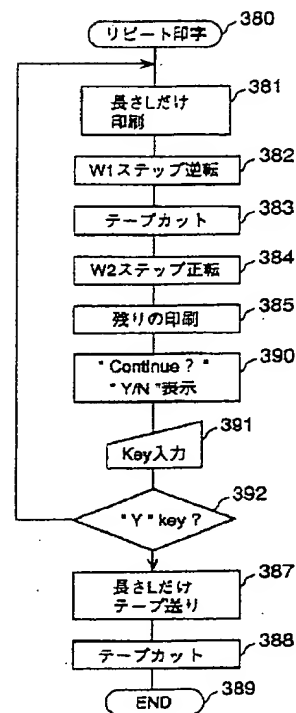 リピート印字
380
長さLだけ
印刷
381
W1ステップ逆転
382
テープカット
383
W2ステップ正転
384
残りの印刷
385
" Continue ? "
" Y/N "表示
390
Key入力
391
" Y " key ?
392
長さLだけ
テープ送り
387
テープカット
388
END
389